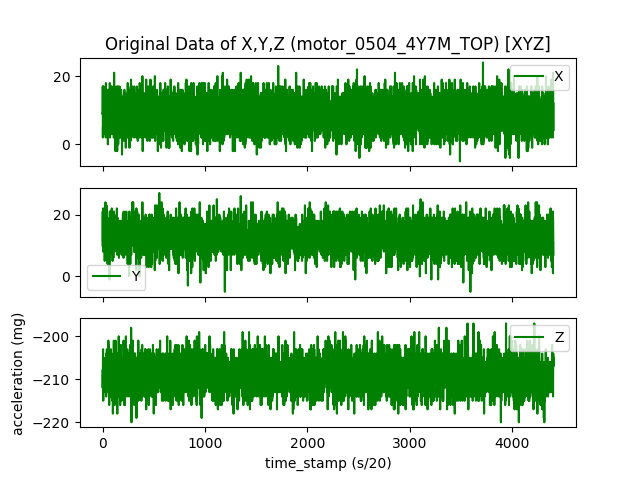 Original Data of X,Y,Z (motor_0504_4Y7M_TOP) [XYZ]
20
0
X
20
0
Y
acceleration (mg)
−200
−210
−220
Z
0 1000 2000 3000 4000
time_stamp (s/20)